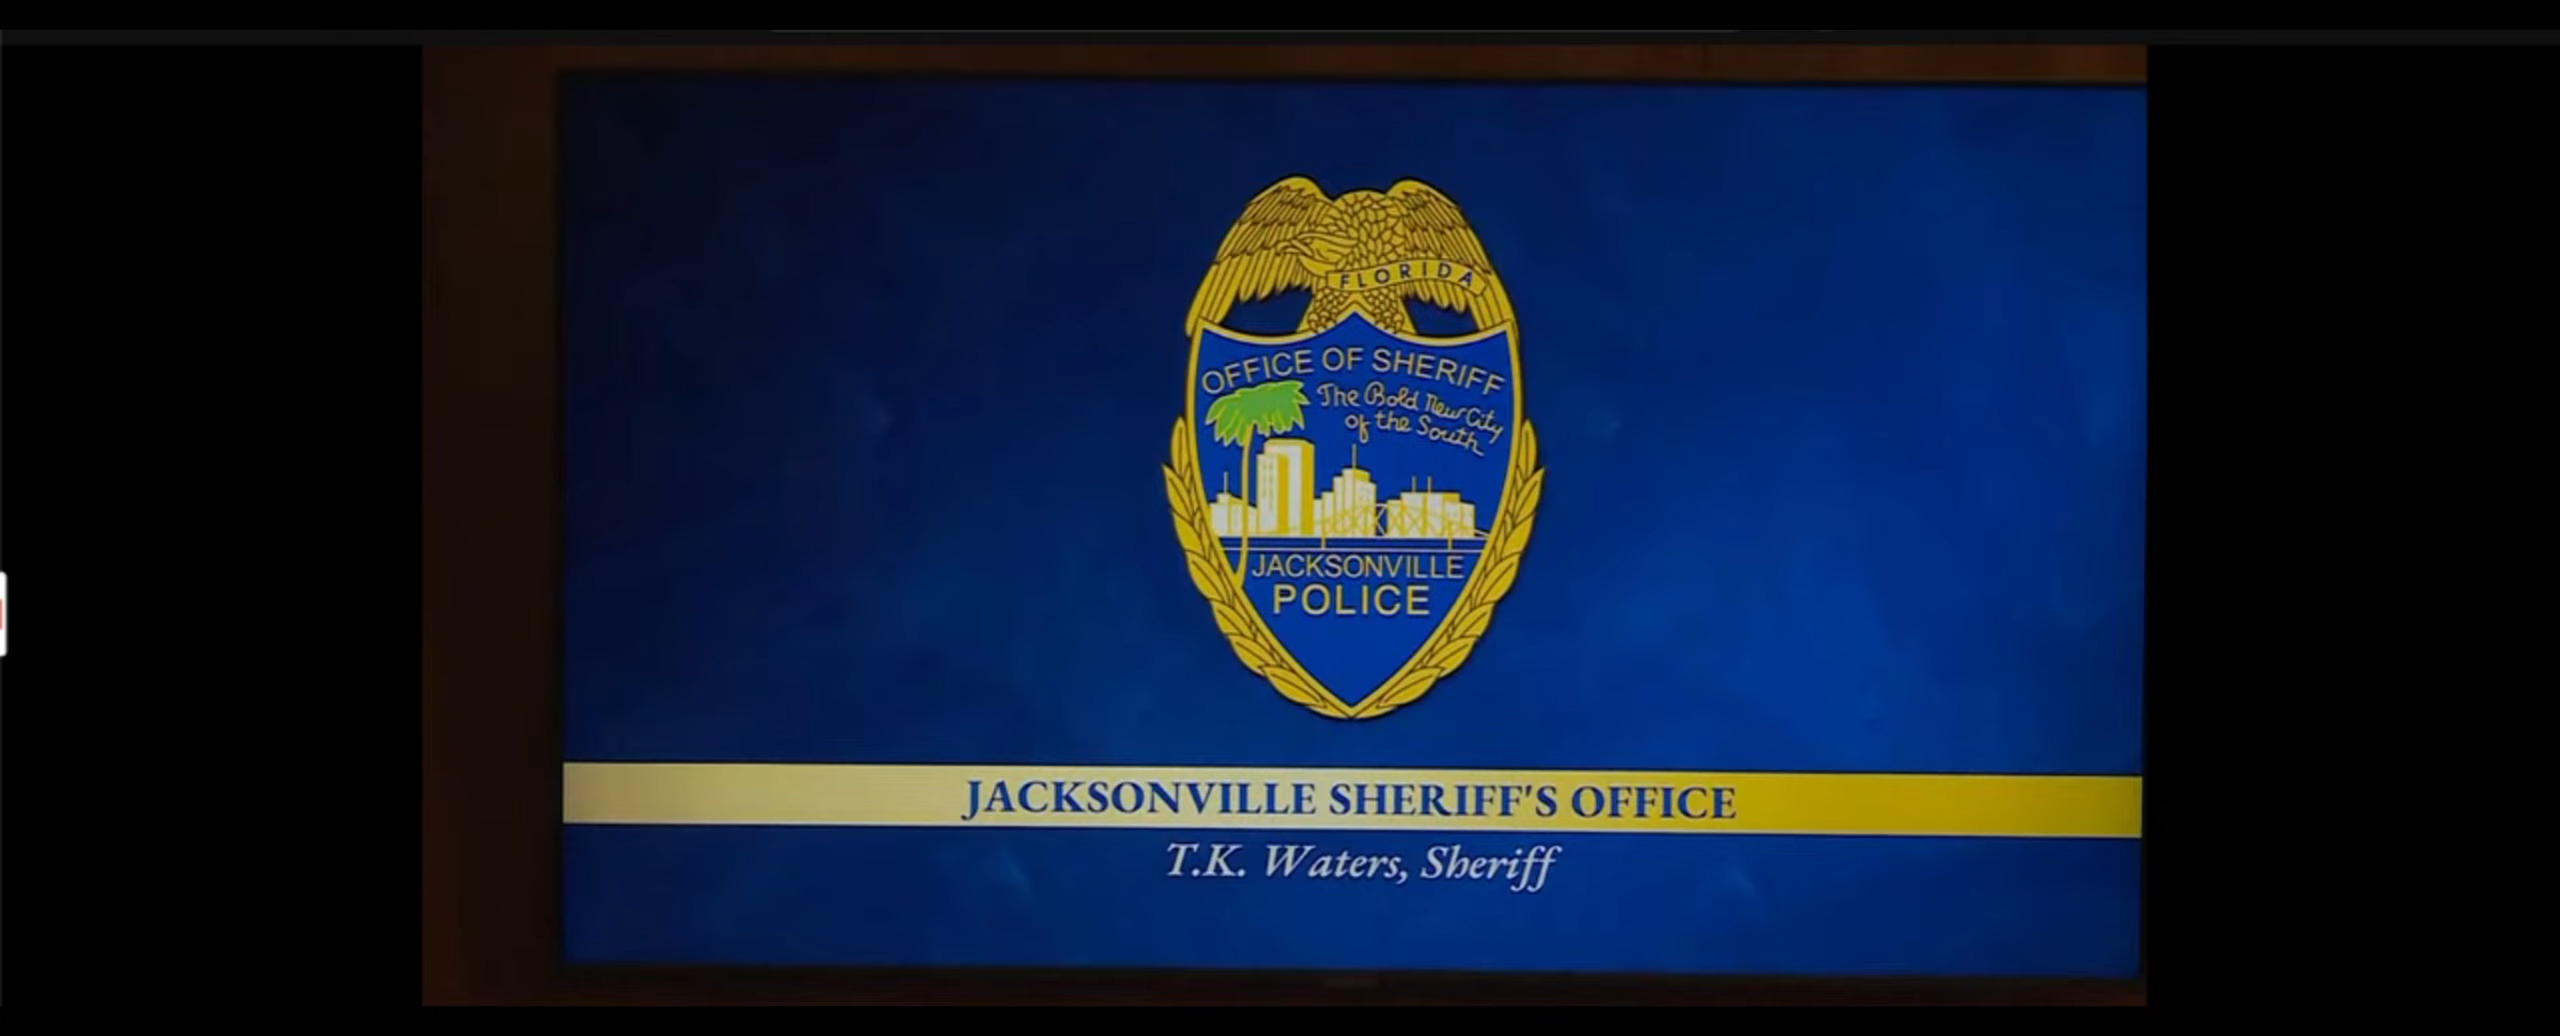 FLORIDA
OFFICE OF SHERIFF
The Bold New City
of the South
JACKSONVILLE
POLICE
JACKSONVILLE SHERIFF'S OFFICE
T.K. Waters, Sheriff